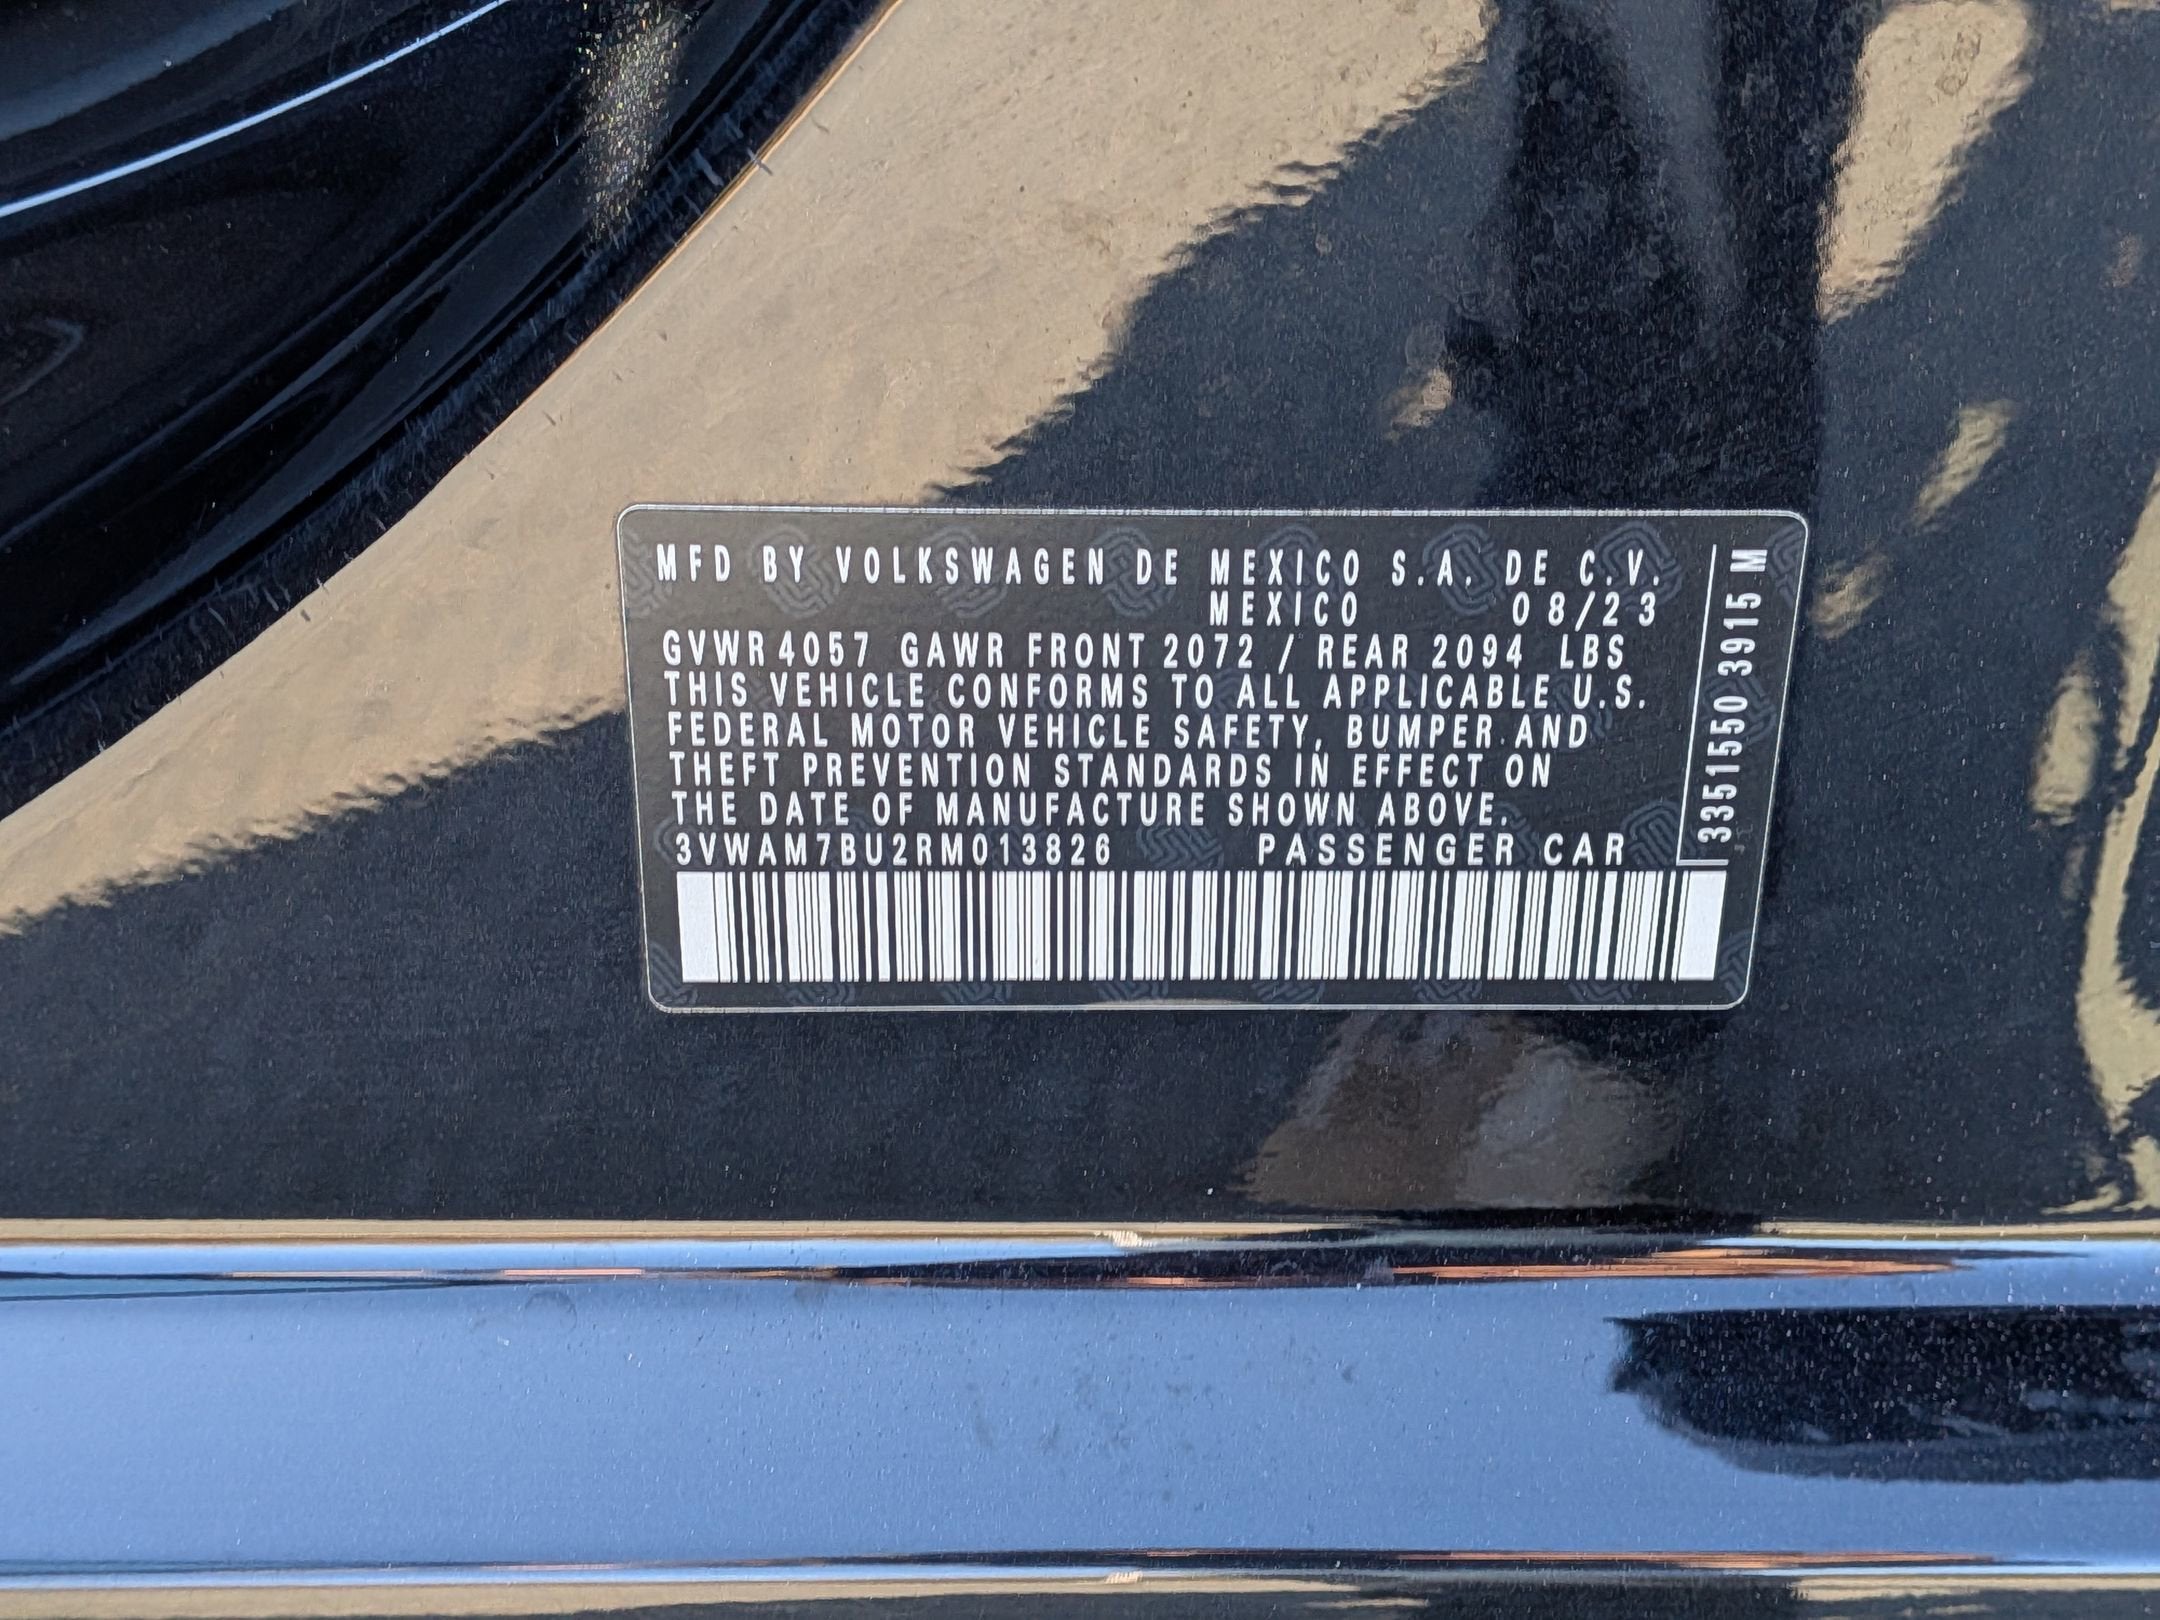 MFD BY VOLKSWAGEN DE MEXICO S.A. DE C.V.
MEXICO 08/23
GVWR 4057 GAWR FRONT 2072 / REAR 2094 LBS
THIS VEHICLE CONFORMS TO ALL APPLICABLE U.S.
FEDERAL MOTOR VEHICLE SAFETY, BUMPER AND
THEFT PREVENTION STANDARDS IN EFFECT ON
THE DATE OF MANUFACTURE SHOWN ABOVE.
3VWAM7BU2RM013826 PASSENGER CAR
3351550 3915 M